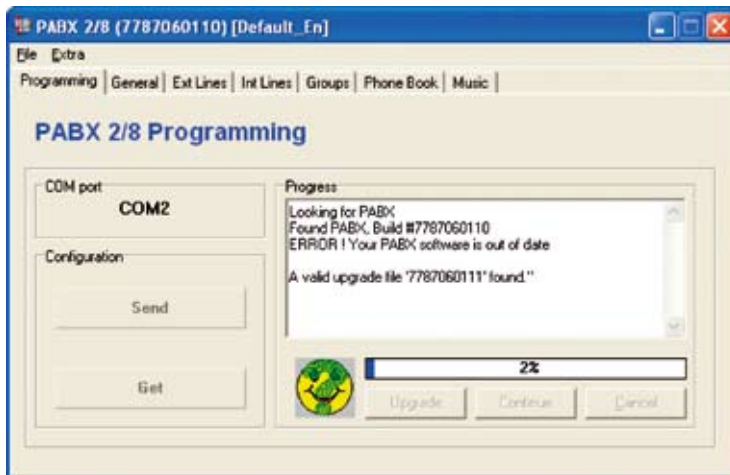 PABX 2/8 (7787060110) [Default_En]
File Extra
Programming General Ext Lines Int Lines Groups Phone Book Music
PABX 2/8 Programming
COM port
COM2
Configuration
Send
Get
Progress
Looking for PABX
Found PABX, Build #7787060110
ERROR ! Your PABX software is out of date
A valid upgrade file '7787060111' found."
2%
Upgrade Continue Cancel